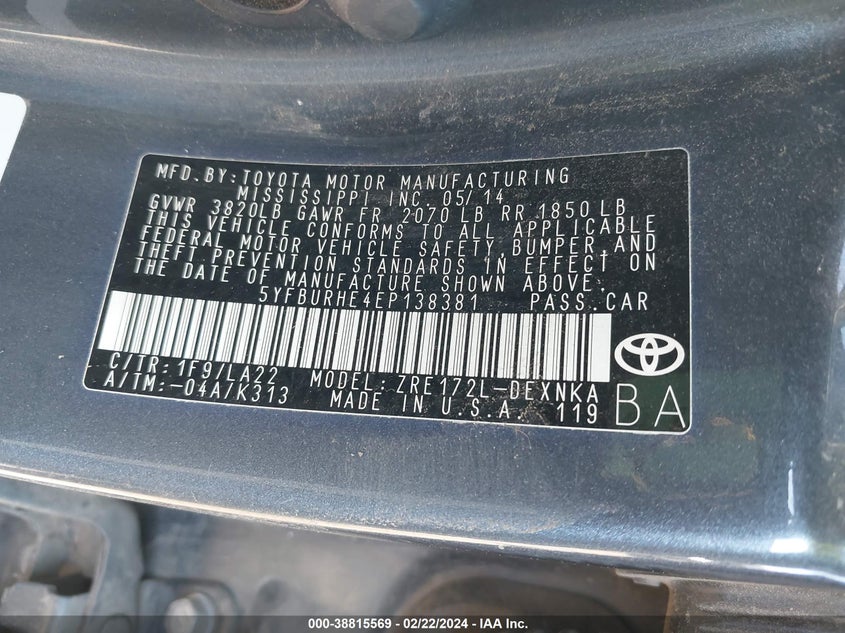 MFD. BY: TOYOTA MOTOR MANUFACTURING
MISSISSIPPI INC. 05/14
GVWR 3820LB GAWR FR 2070 LB RR 1850 LB
THIS VEHICLE CONFORMS TO ALL APPLICABLE
FEDERAL MOTOR VEHICLE SAFETY, BUMPER, AND
THEFT PREVENTION STANDARDS IN EFFECT ON
THE DATE OF MANUFACTURE SHOWN ABOVE.
5YFBURHE4EP138381 PASS. CAR
C/TR: 1F9/LA22 MODEL: ZRE172L-DEXNKA
A/TM: -04A/K313 MADE IN U.S.A. 119
BA
000-38815569 / 02/22/2024 - IAA Inc.